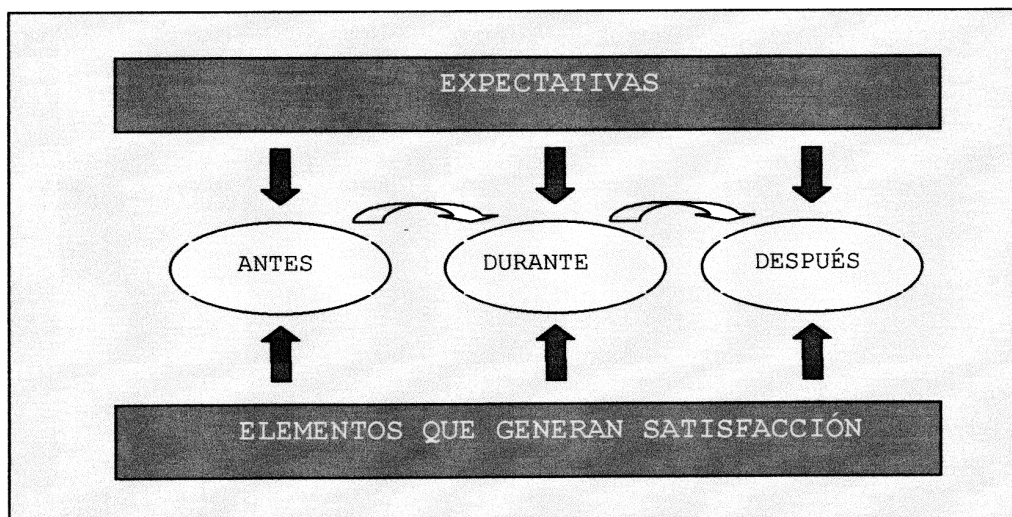 EXPECTATIVAS
ANTES
DURANTE
DESPUÉS
ELEMENTOS QUE GENERAN SATISFACCIÓN